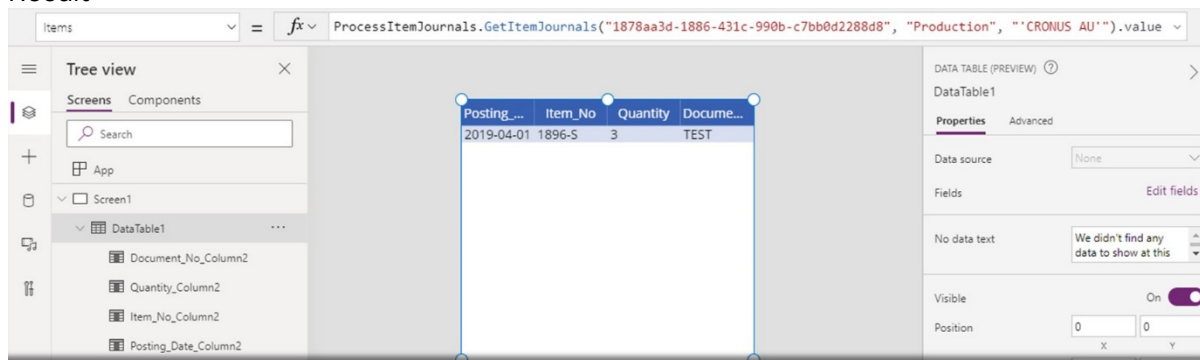 Items = fx ProcessItemJournals.GetItemJournals("1878aa3d-1886-431c-990b-c7bb0d2288d8", "Production", "'CRONUS AU'").value
Tree view
Screens Components
Search
App
Screen1
DataTable1
Document_No_Column2
Quantity_Column2
Item_No_Column2
Posting_Date_Column2
Posting_... Item_No Quantity Docume...
2019-04-01 1896-S 3 TEST
DATA TABLE (PREVIEW)
DataTable1
Properties Advanced
Data source None
Fields Edit fields
No data text We didn't find any
data to show at this
Visible On
Position 0 0
X Y